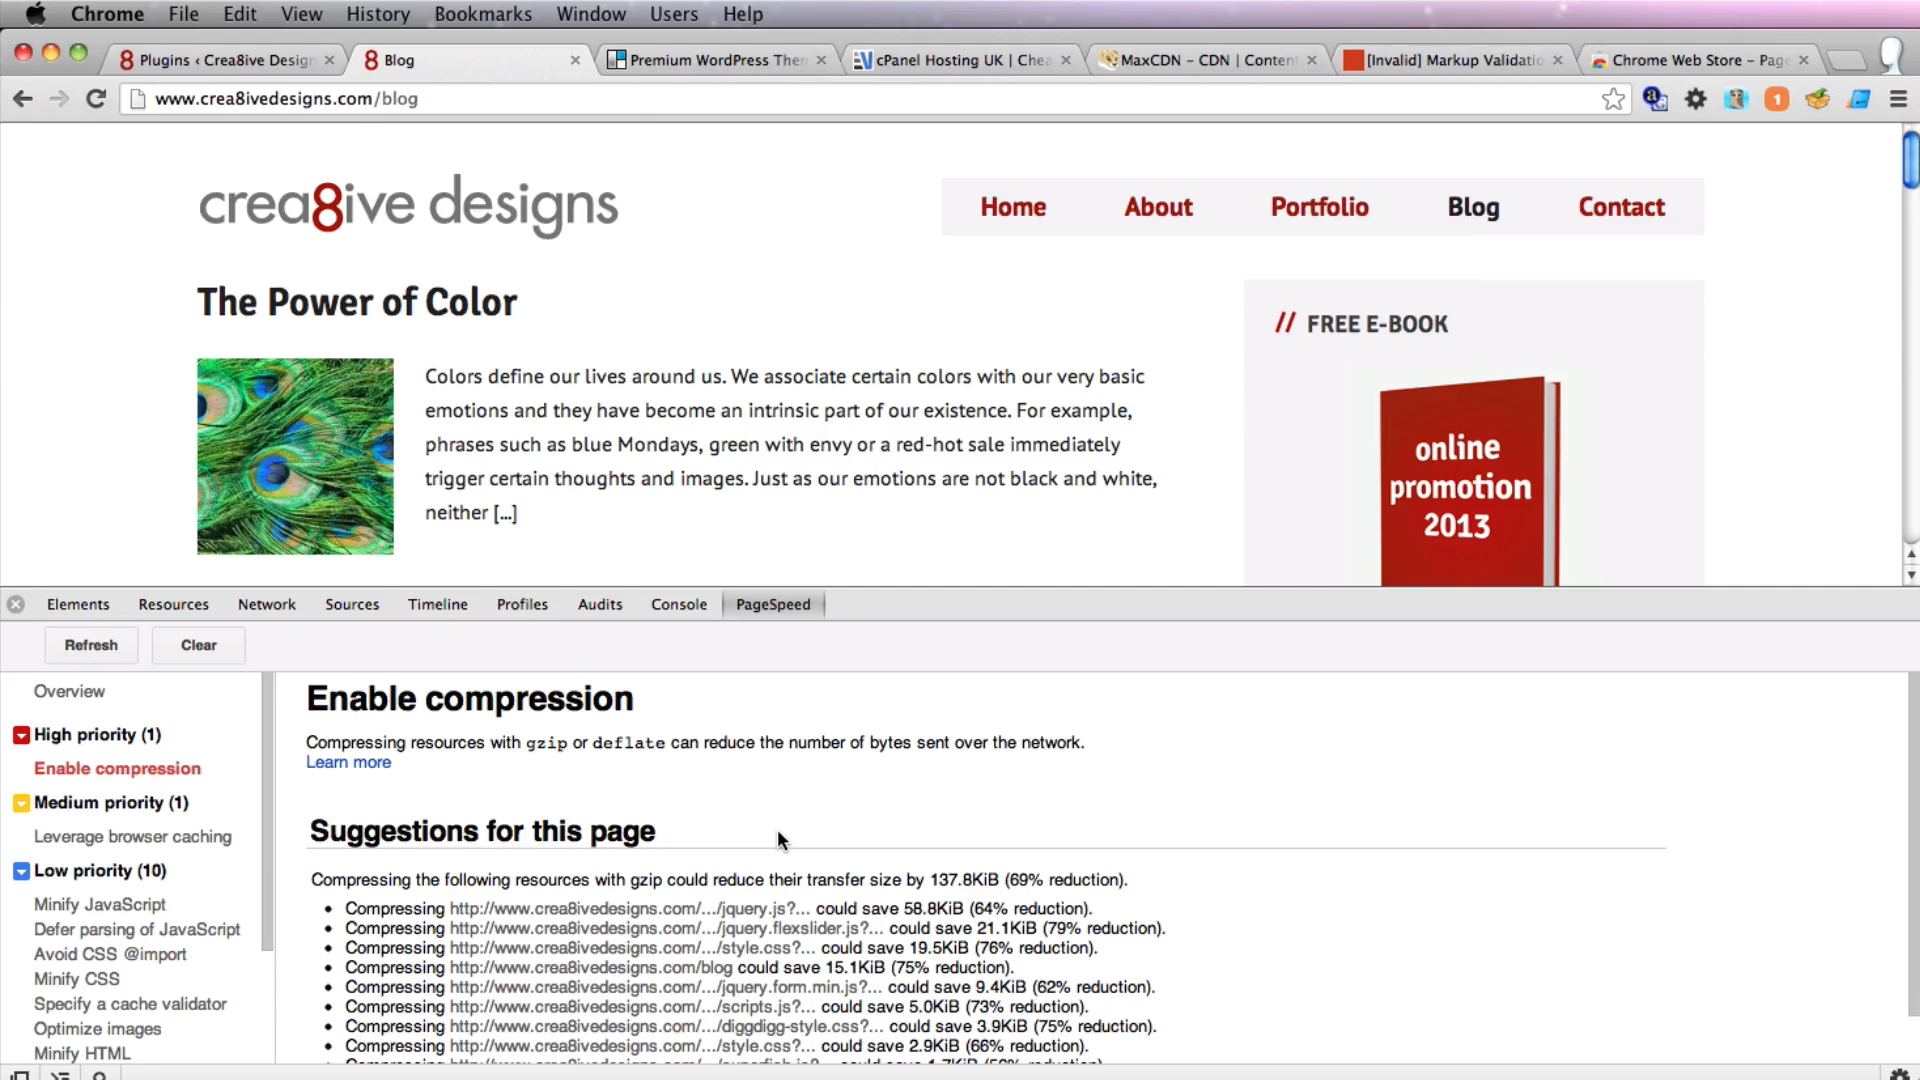 Chrome File Edit View History Bookmarks Window Users Help
Plugins ‹ Crea8ive Design
Blog
Premium WordPress Then
cPanel Hosting UK | Chea
MaxCDN – CDN | Conten
[Invalid] Markup Validatio
Chrome Web Store – Page
www.crea8ivedesigns.com/blog
1
crea8ive designs
Home About Portfolio Blog Contact
The Power of Color
Colors define our lives around us. We associate certain colors with our very basic
emotions and they have become an intrinsic part of our existence. For example,
phrases such as blue Mondays, green with envy or a red-hot sale immediately
trigger certain thoughts and images. Just as our emotions are not black and white,
neither [...]
// FREE E-BOOK
online
promotion
2013
Elements Resources Network Sources Timeline Profiles Audits Console PageSpeed
Refresh Clear
Overview
High priority (1)
Enable compression
Medium priority (1)
Leverage browser caching
Low priority (10)
Minify JavaScript
Defer parsing of JavaScript
Avoid CSS @import
Minify CSS
Specify a cache validator
Optimize images
Minify HTML
Enable compression
Compressing resources with gzip or deflate can reduce the number of bytes sent over the network.
Learn more
Suggestions for this page
Compressing the following resources with gzip could reduce their transfer size by 137.8KiB (69% reduction).
• Compressing http://www.crea8ivedesigns.com/.../jquery.js?... could save 58.8KiB (64% reduction).
• Compressing http://www.crea8ivedesigns.com/.../jquery.flexslider.js?... could save 21.1KiB (79% reduction).
• Compressing http://www.crea8ivedesigns.com/.../style.css?... could save 19.5KiB (76% reduction).
• Compressing http://www.crea8ivedesigns.com/blog could save 15.1KiB (75% reduction).
• Compressing http://www.crea8ivedesigns.com/.../jquery.form.min.js?... could save 9.4KiB (62% reduction).
• Compressing http://www.crea8ivedesigns.com/.../scripts.js?... could save 5.0KiB (73% reduction).
• Compressing http://www.crea8ivedesigns.com/.../diggdigg-style.css?... could save 3.9KiB (75% reduction).
• Compressing http://www.crea8ivedesigns.com/.../style.css?... could save 2.9KiB (66% reduction).